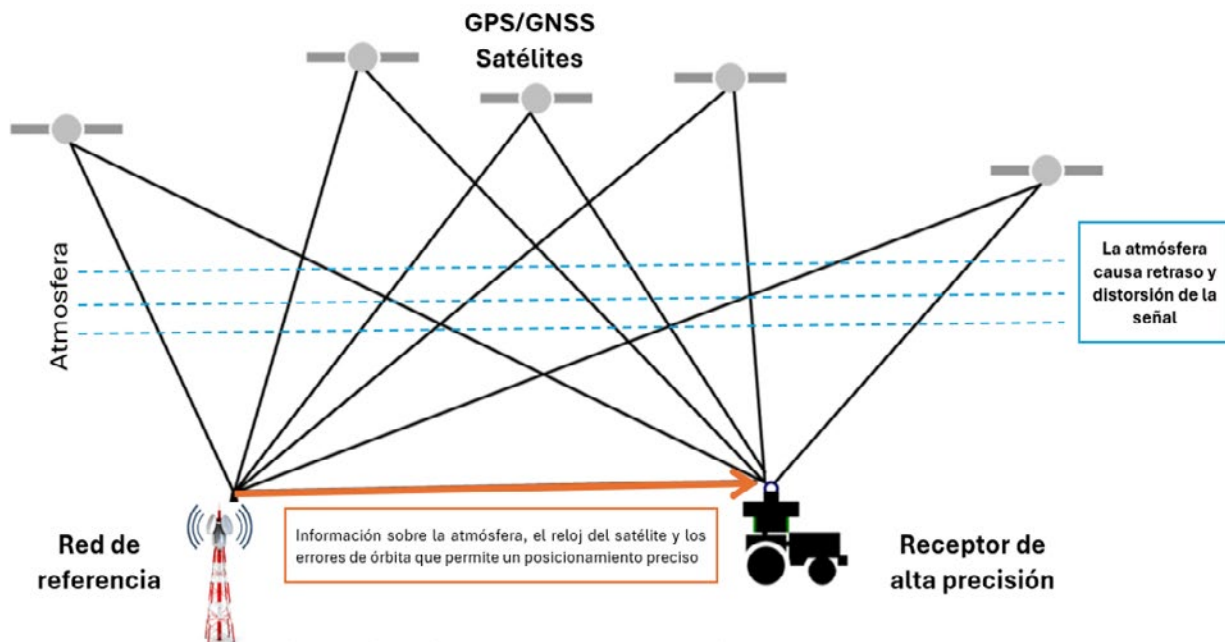 GPS/GNSS
Satélites
Atmosfera
La atmósfera
causa retraso y
distorsión de la
señal
Información sobre la atmósfera, el reloj del satélite y los
errores de órbita que permite un posicionamiento preciso
Red de
referencia
Receptor de
alta precisión